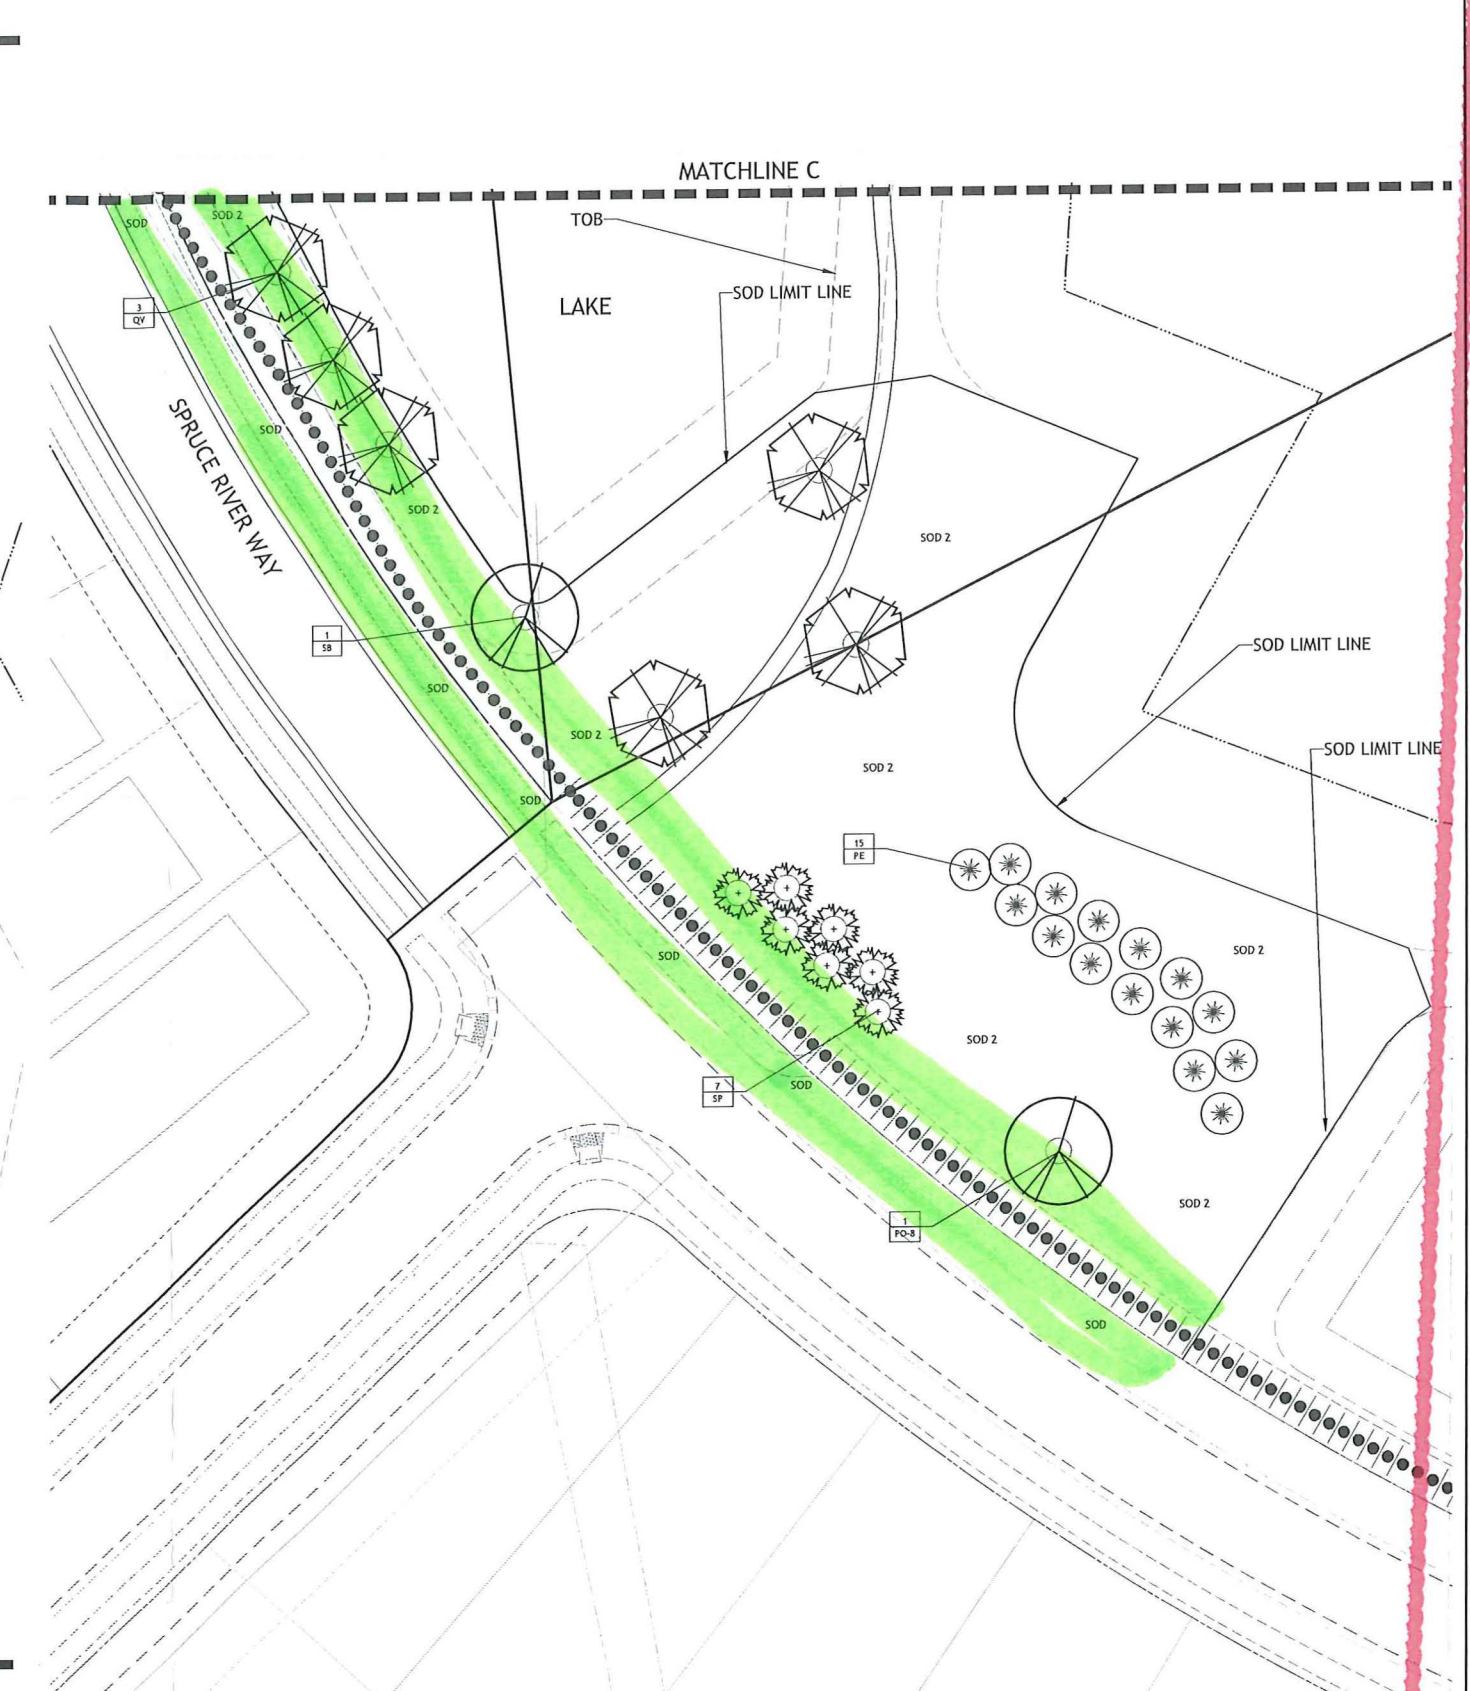 MATCHLINE C
SOD
SOD 2
TOB
SOD LIMIT LINE
LAKE
3
QV
SPRUCE RIVER WAY
SOD
SOD 2
SOD 2
1
SB
SOD LIMIT LINE
SOD
SOD 2
SOD LIMIT LINE
SOD 2
SOD
15
PE
SOD
SOD 2
SOD 2
7
SP
SOD
SOD 2
1
PO-8
SOD